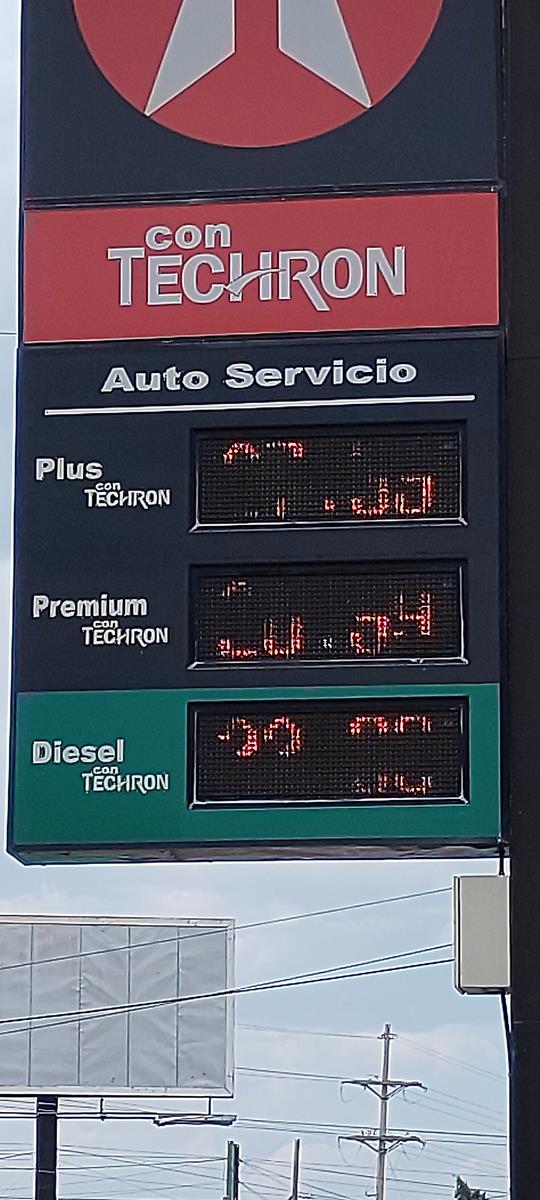 con
TECHRON
Auto Servicio
Plus
con
TECHRON
Premium
con
TECHRON
Diesel
con
TECHRON